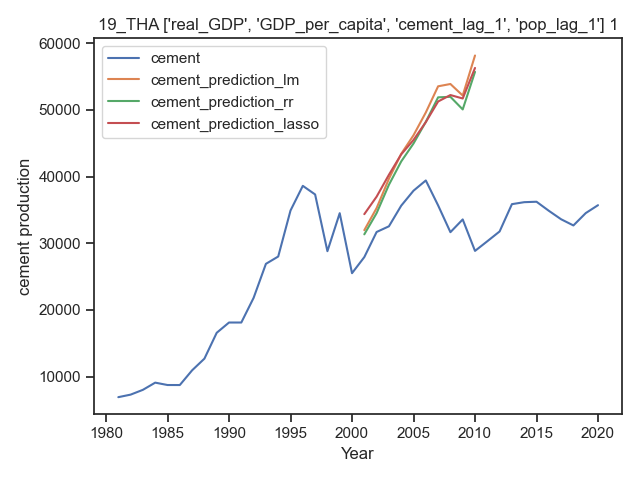 19_THA ['real_GDP', 'GDP_per_capita', 'cement_lag_1', 'pop_lag_1'] 1
60000
50000
40000
30000
20000
10000
cement production
cement
cement_prediction_lm
cement_prediction_rr
cement_prediction_lasso
1980 1985 1990 1995 2000 2005 2010 2015 2020
Year